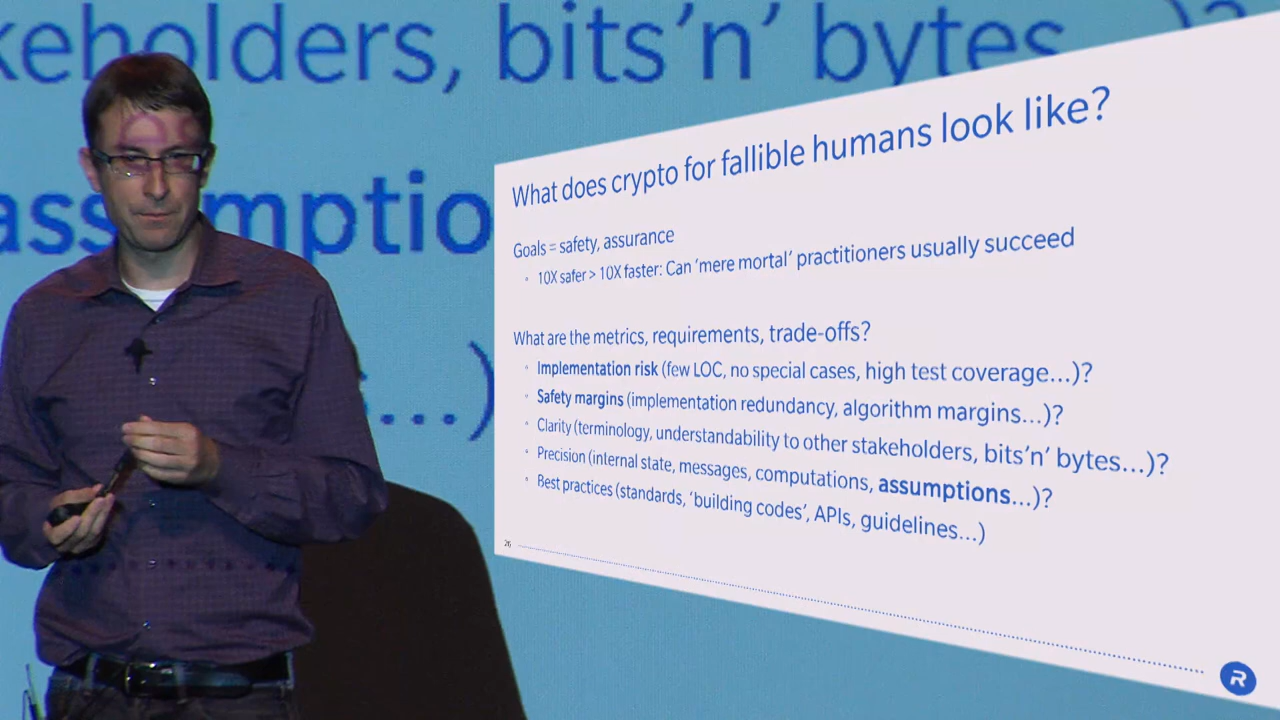 keholders, bits’n’ bytes…)?
ass mptio
…)
What does crypto for fallible humans look like?
Goals = safety, assurance
• 10X safer > 10X faster: Can ‘mere mortal’ practitioners usually succeed
What are the metrics, requirements, trade-offs?
• Implementation risk (few LOC, no special cases, high test coverage…)?
• Safety margins (implementation redundancy, algorithm margins…)?
• Clarity (terminology, understandability to other stakeholders, bits’n’ bytes…)?
• Precision (internal state, messages, computations, assumptions…)?
• Best practices (standards, ‘building codes’, APIs, guidelines…)
26
R